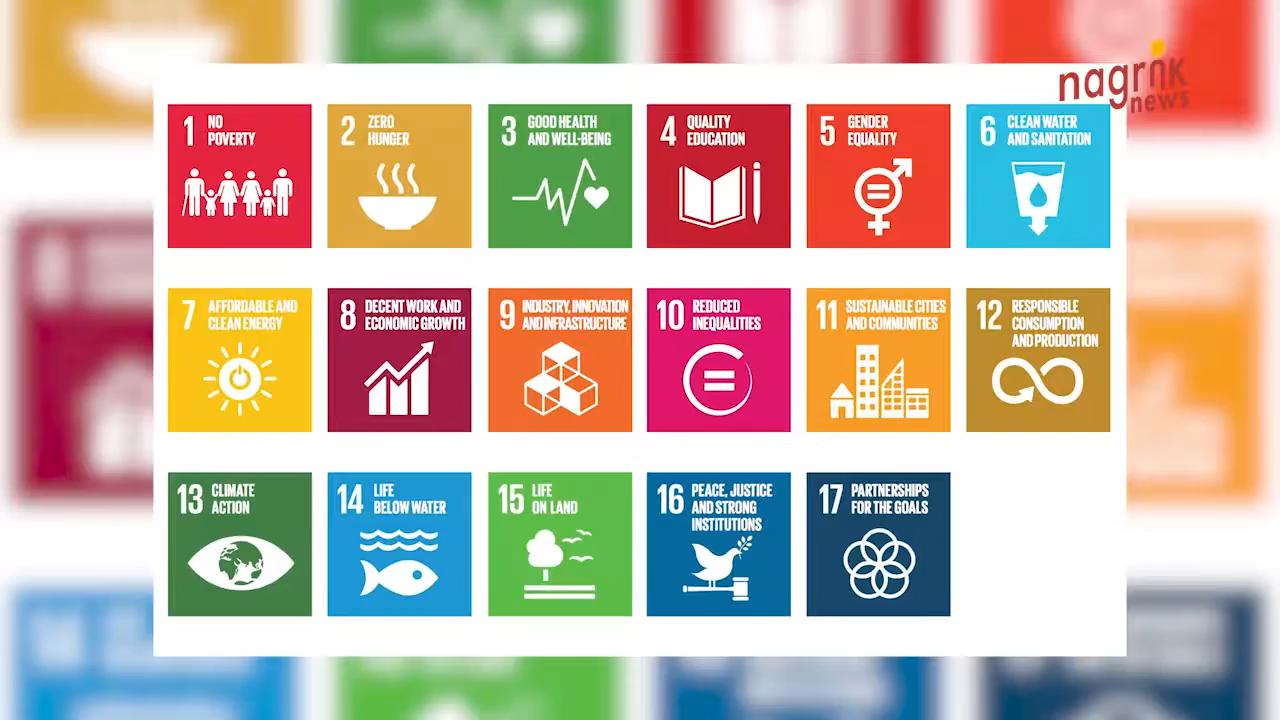 nagrik
news
1 NO
POVERTY
2 ZERO
HUNGER
3 GOOD HEALTH
AND WELL-BEING
4 QUALITY
EDUCATION
5 GENDER
EQUALITY
6 CLEAN WATER
AND SANITATION
7 AFFORDABLE AND
CLEAN ENERGY
8 DECENT WORK AND
ECONOMIC GROWTH
9 INDUSTRY, INNOVATION
AND INFRASTRUCTURE
10 REDUCED
INEQUALITIES
11 SUSTAINABLE CITIES
AND COMMUNITIES
12 RESPONSIBLE
CONSUMPTION
AND PRODUCTION
13 CLIMATE
ACTION
14 LIFE
BELOW WATER
15 LIFE
ON LAND
16 PEACE, JUSTICE
AND STRONG
INSTITUTIONS
17 PARTNERSHIPS
FOR THE GOALS